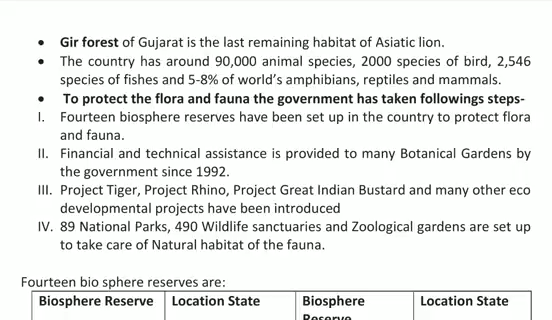 • Gir forest of Gujarat is the last remaining habitat of Asiatic lion.
• The country has around 90,000 animal species, 2000 species of bird, 2,546
species of fishes and 5-8% of world's amphibians, reptiles and mammals.
• To protect the flora and fauna the government has taken followings steps-
I. Fourteen biosphere reserves have been set up in the country to protect flora
and fauna.
II. Financial and technical assistance is provided to many Botanical Gardens by
the government since 1992.
III. Project Tiger, Project Rhino, Project Great Indian Bustard and many other eco
developmental projects have been introduced
IV. 89 National Parks, 490 Wildlife sanctuaries and Zoological gardens are set up
to take care of Natural habitat of the fauna.
Fourteen bio sphere reserves are:
Biosphere Reserve Location State Biosphere Location State
Reserve